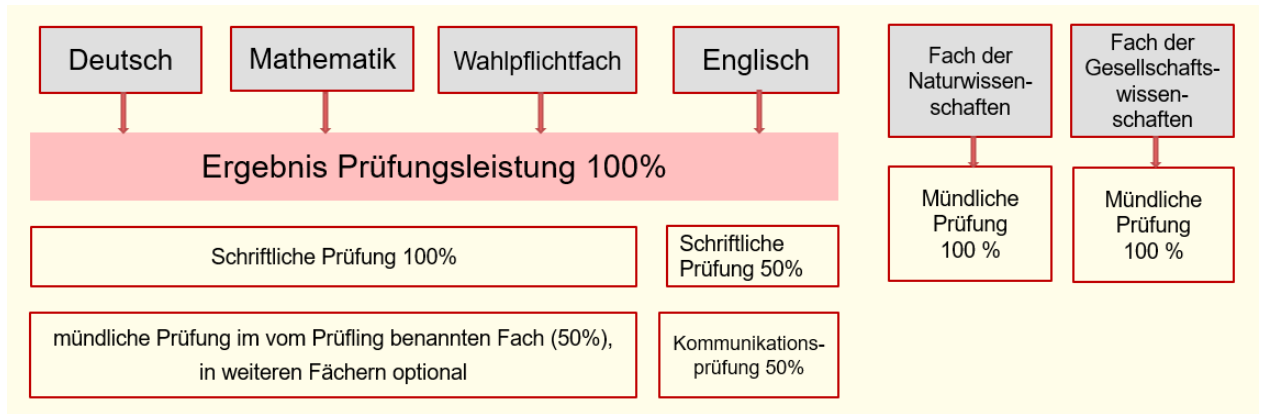 Deutsch
Mathematik
Wahlpflichtfach
Englisch
Fach der
Naturwissen-
schaften
Fach der
Gesellschafts-
wissen-
schaften
Ergebnis Prüfungsleistung 100%
Mündliche
Prüfung
100 %
Mündliche
Prüfung
100 %
Schriftliche Prüfung 100%
Schriftliche
Prüfung 50%
mündliche Prüfung im vom Prüfling benannten Fach (50%),
in weiteren Fächern optional
Kommunikations-
prüfung 50%